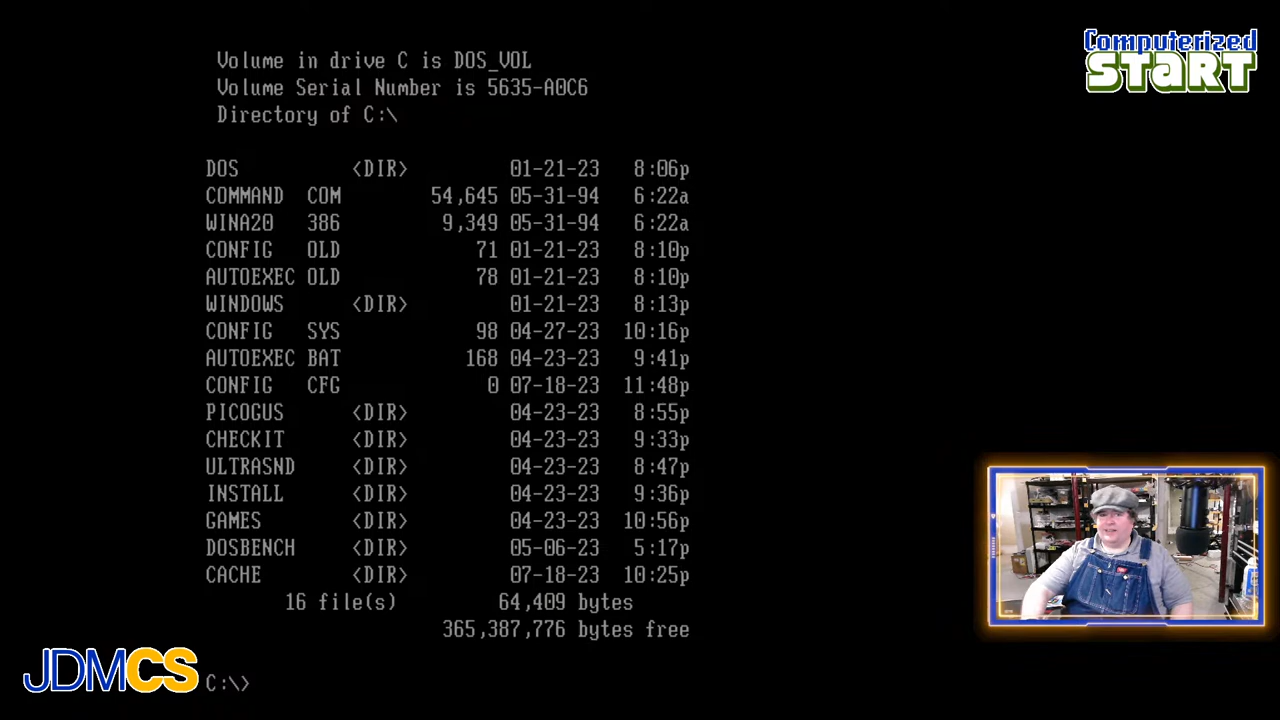 Computerized
START
Volume in drive C is DOS_VOL
Volume Serial Number is 5635-A0C6
Directory of C:\
DOS <DIR> 01-21-23 8:06p
COMMAND COM 54,645 05-31-94 6:22a
WINA20 386 9,349 05-31-94 6:22a
CONFIG OLD 71 01-21-23 8:10p
AUTOEXEC OLD 78 01-21-23 8:10p
WINDOWS <DIR> 01-21-23 8:13p
CONFIG SYS 98 04-27-23 10:16p
AUTOEXEC BAT 168 04-23-23 9:41p
CONFIG CFG 0 07-18-23 11:48p
PICOGUS <DIR> 04-23-23 8:55p
CHECKIT <DIR> 04-23-23 9:33p
ULTRASND <DIR> 04-23-23 8:47p
INSTALL <DIR> 04-23-23 9:36p
GAMES <DIR> 04-23-23 10:56p
DOSBENCH <DIR> 05-06-23 5:17p
CACHE <DIR> 07-18-23 10:25p
16 file(s) 64,409 bytes
365,387,776 bytes free
JDMCS
C:\>